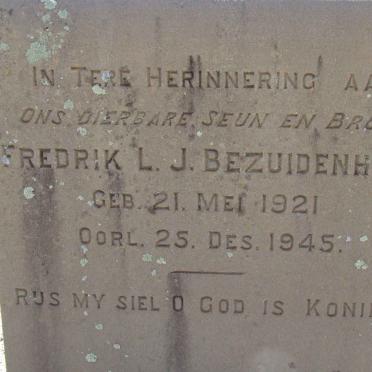 IN TERE HERINNERING AA
ONS DIERBARE SEUN EN BRO
FREDRIK L. J. BEZUIDENH
GEB. 21. MEI 1921
OORL. 25. DES. 1945.
RUS MY SIEL O GOD IS KONI